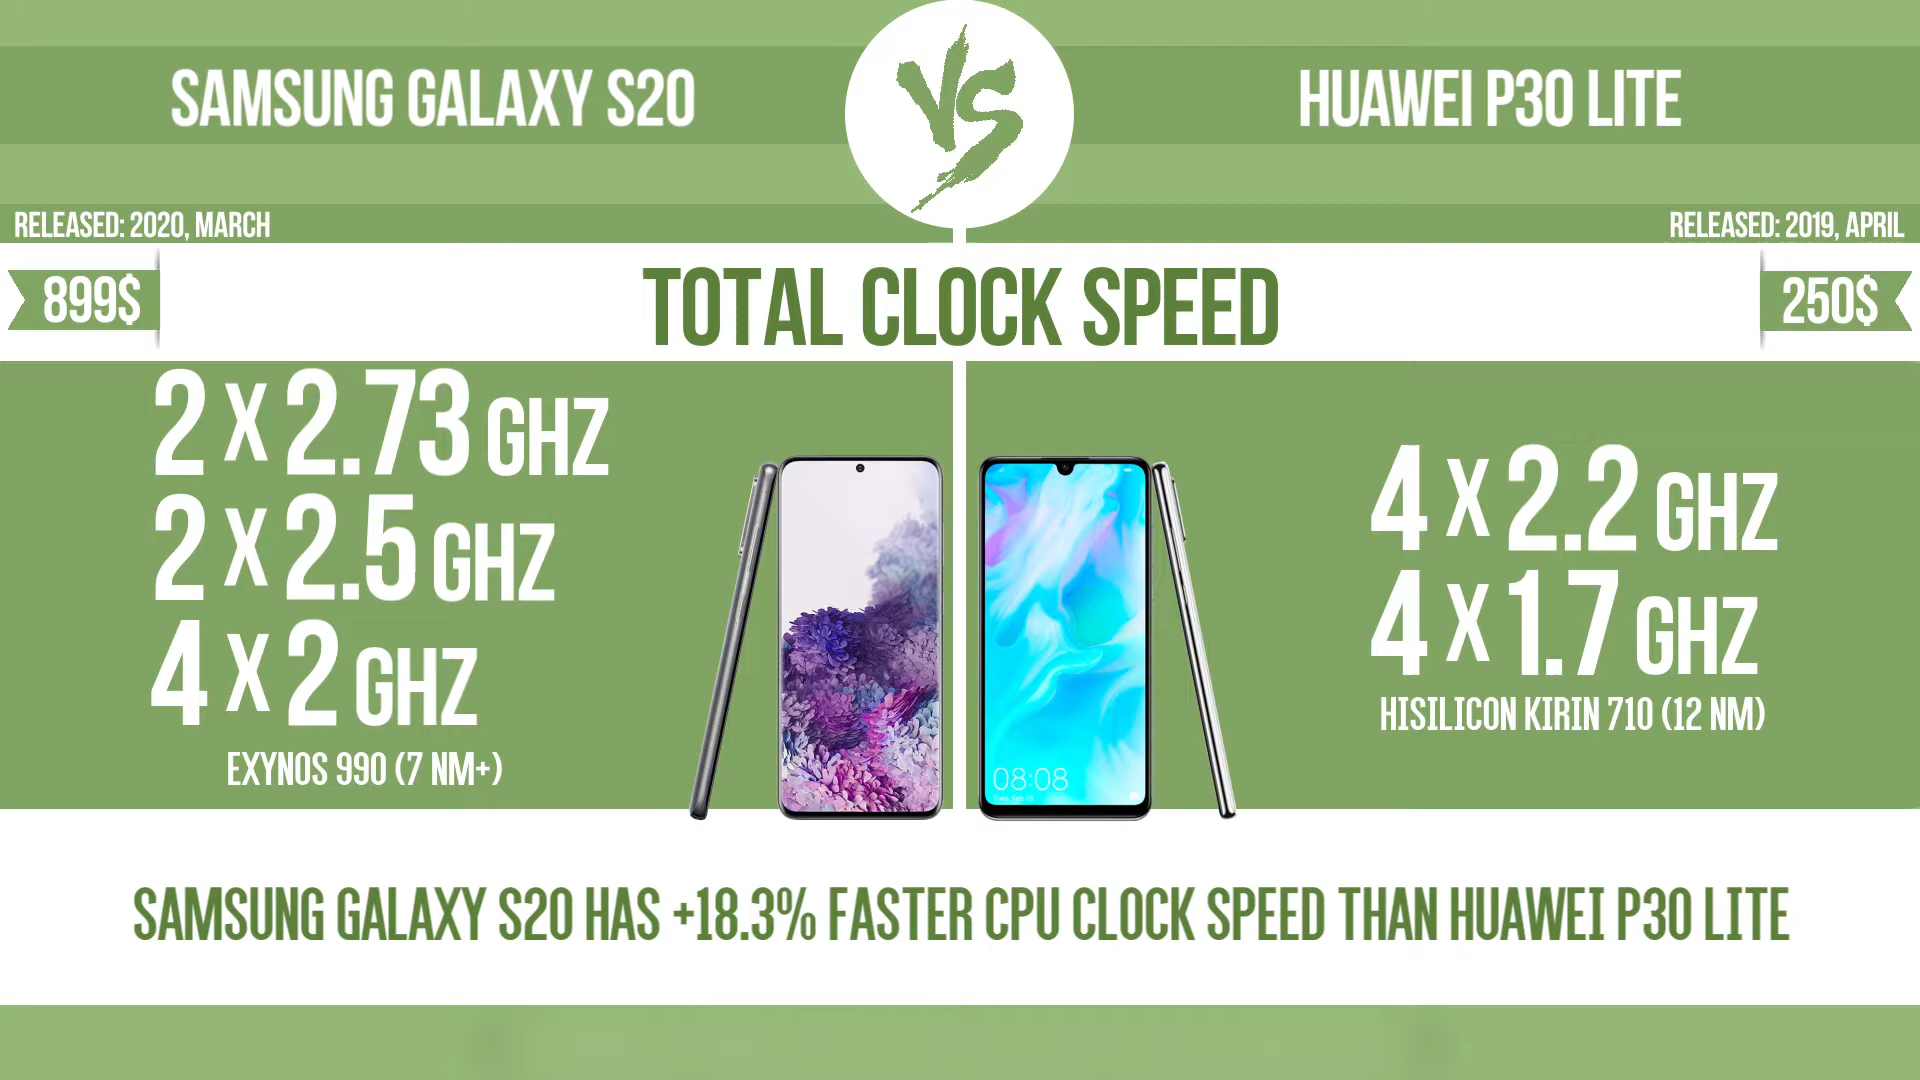 SAMSUNG GALAXY S20
VS
HUAWEI P30 LITE
RELEASED: 2020, MARCH
RELEASED: 2019, APRIL
899$
TOTAL CLOCK SPEED
250$
2 X 2.73 GHZ
2 X 2.5 GHZ
4 X 2 GHZ
EXYNOS 990 (7 NM+)
4 X 2.2 GHZ
4 X 1.7 GHZ
HISILICON KIRIN 710 (12 NM)
08:08
SAMSUNG GALAXY S20 HAS +18.3% FASTER CPU CLOCK SPEED THAN HUAWEI P30 LITE